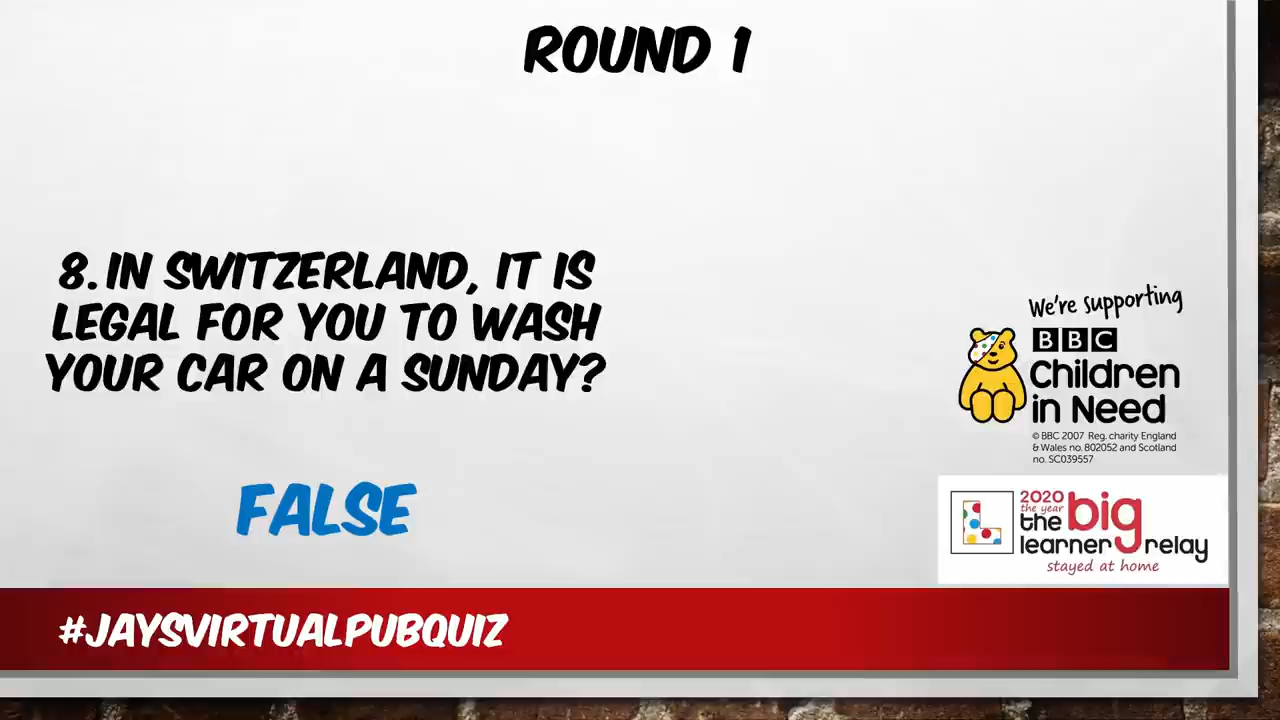 ROUND 1
8. IN SWITZERLAND, IT IS
LEGAL FOR YOU TO WASH
YOUR CAR ON A SUNDAY?
FALSE
We're supporting
BBC
Children
in Need
© BBC 2007 Reg. charity England
& Wales no. 802052 and Scotland
no. SC039557
2020
the year
the big
learner relay
stayed at home
#JAYSVIRTUALPUBQUIZ